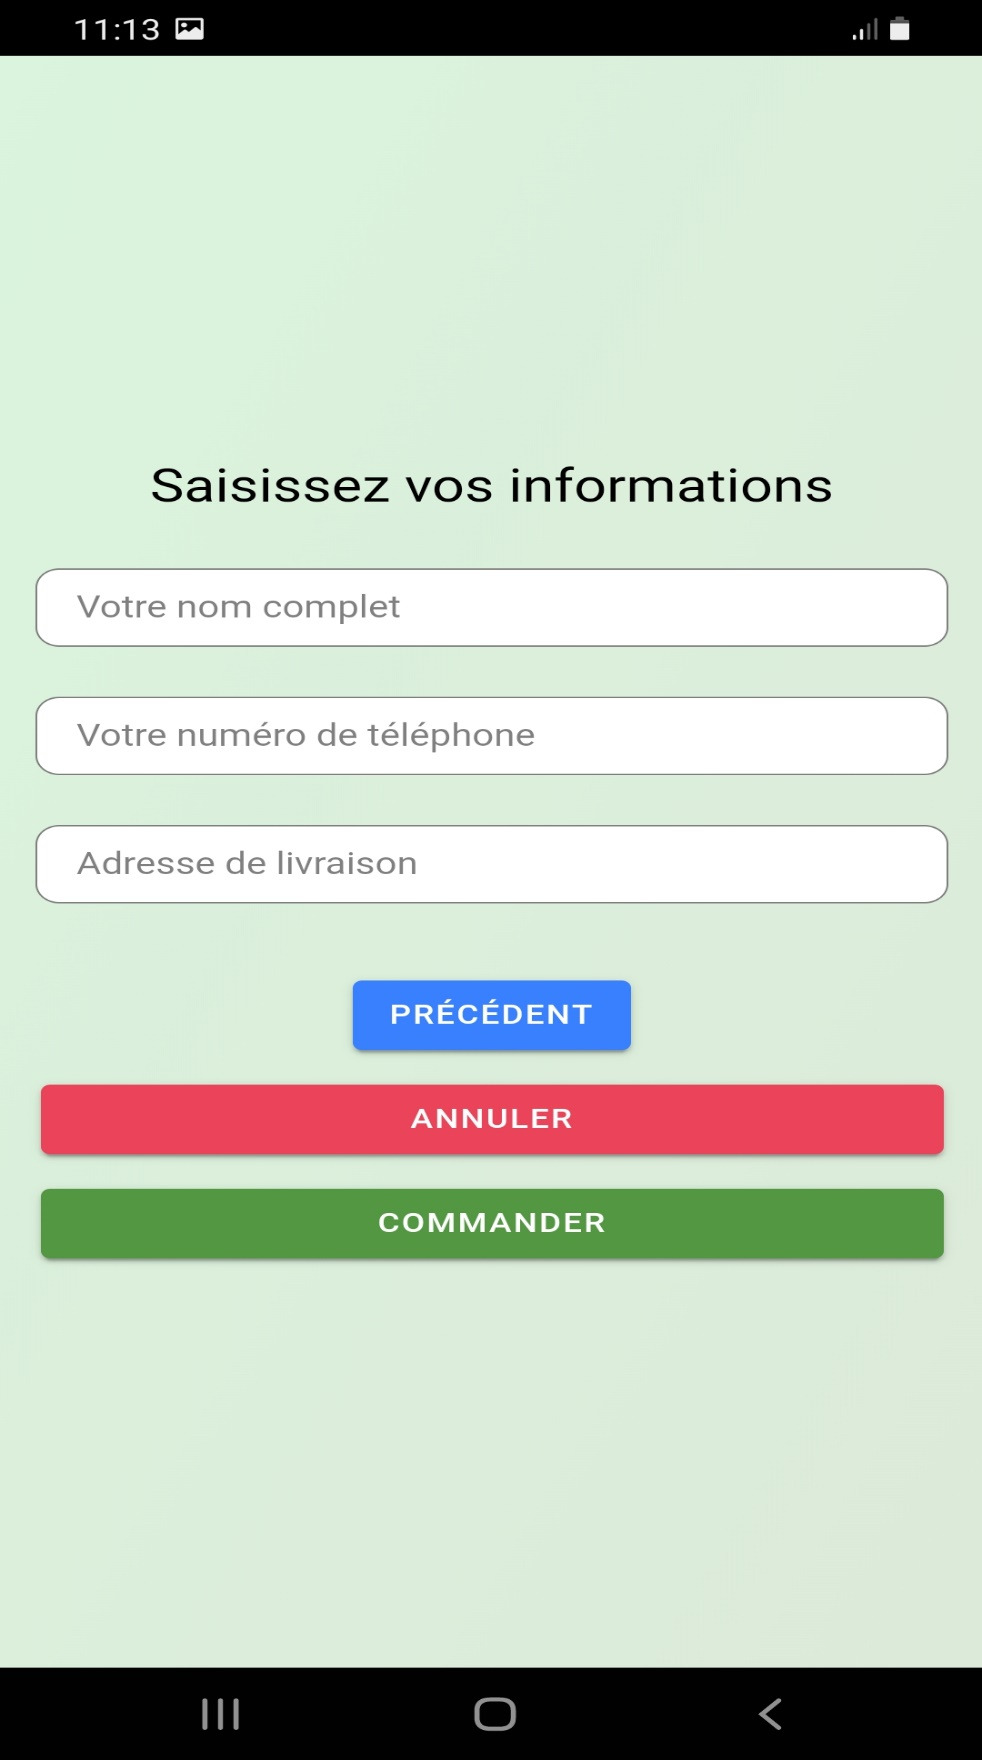 11:13
Saisissez vos informations
Votre nom complet
Votre numéro de téléphone
Adresse de livraison
PRÉCÉDENT
ANNULER
COMMANDER